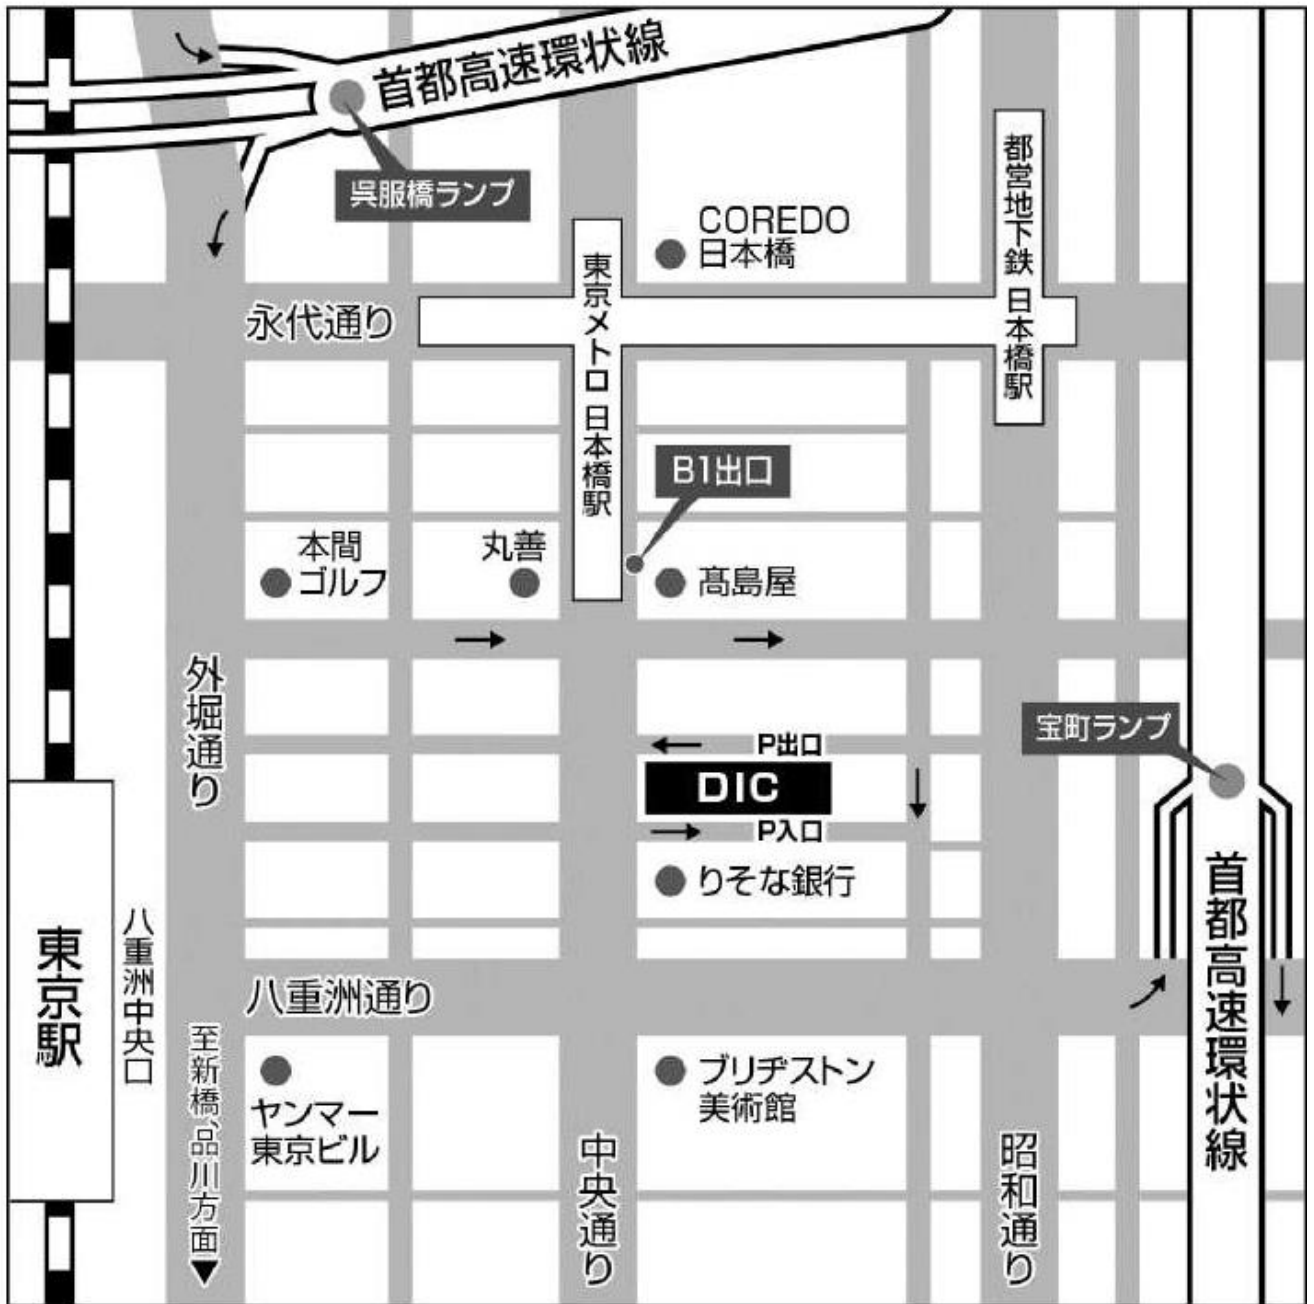 首都高速環状線
呉服橋ランプ
COREDO
日本橋
都営地下鉄 日本橋駅
東京メトロ 日本橋駅
永代通り
B1出口
本間
ゴルフ
丸善
髙島屋
外堀通り
宝町ランプ
P出口
DIC
P入口
りそな銀行
首都高速環状線
東京駅
八重洲中央口
八重洲通り
至新橋、品川方面▼
ヤンマー
東京ビル
ブリヂストン
美術館
中央通り
昭和通り